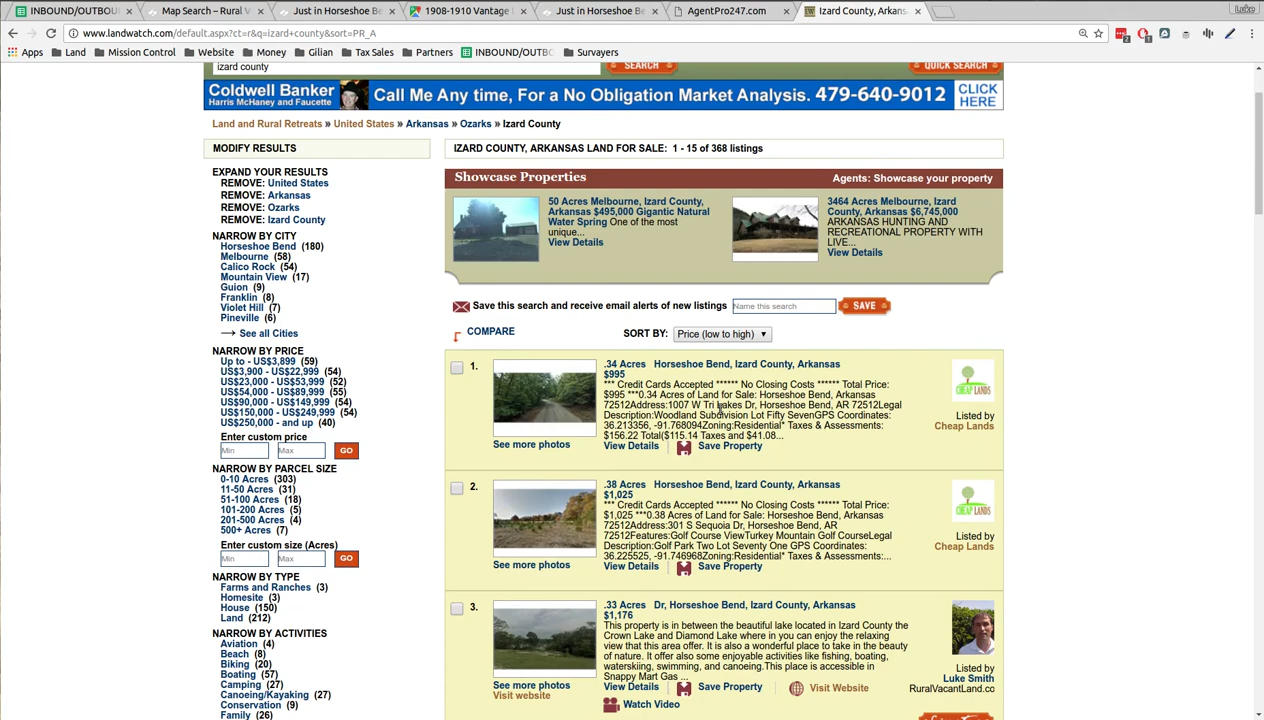 INBOUND/OUTBOU × Map Search – Rural V × Just in Horseshoe Be × 1908-1910 Vantage L × Just in Horseshoe Be × AgentPro247.com × Izard County, Arkans × Luke
www.landwatch.com/default.aspx?ct=r&q=izard+county&sort=PR_A
Apps Land Mission Control Website Money Gilian Tax Sales Partners INBOUND/OUTBO Survayers
izard county SEARCH QUICK SEARCH
Coldwell Banker
Harris McHaney and Faucette
Call Me Any time, For a No Obligation Market Analysis. 479-640-9012
CLICK
HERE
Land and Rural Retreats » United States » Arkansas » Ozarks » Izard County
MODIFY RESULTS
EXPAND YOUR RESULTS
REMOVE: United States
REMOVE: Arkansas
REMOVE: Ozarks
REMOVE: Izard County
NARROW BY CITY
Horseshoe Bend (180)
Melbourne (58)
Calico Rock (54)
Mountain View (17)
Guion (9)
Franklin (8)
Violet Hill (7)
Pineville (6)
See all Cities
NARROW BY PRICE
Up to - US$3,899 (59)
US$3,900 - US$22,999 (54)
US$23,000 - US$53,999 (52)
US$54,000 - US$89,999 (55)
US$90,000 - US$149,999 (54)
US$150,000 - US$249,999 (54)
US$250,000 - and up (40)
Enter custom price
Min Max GO
NARROW BY PARCEL SIZE
0-10 Acres (303)
11-50 Acres (31)
51-100 Acres (18)
101-200 Acres (5)
201-500 Acres (4)
500+ Acres (7)
Enter custom size (Acres)
Min Max GO
NARROW BY TYPE
Farms and Ranches (3)
Homesite (3)
House (150)
Land (212)
NARROW BY ACTIVITIES
Aviation (4)
Beach (8)
Biking (20)
Boating (57)
Camping (27)
Canoeing/Kayaking (27)
Conservation (9)
Family (26)
IZARD COUNTY, ARKANSAS LAND FOR SALE: 1 - 15 of 368 listings
Showcase Properties Agents: Showcase your property
50 Acres Melbourne, Izard County,
Arkansas $495,000 Gigantic Natural
Water Spring One of the most
unique...
View Details
3464 Acres Melbourne, Izard
County, Arkansas $6,745,000
ARKANSAS HUNTING AND
RECREATIONAL PROPERTY WITH
LIVE...
View Details
Save this search and receive email alerts of new listings Name this search SAVE
COMPARE SORT BY: Price (low to high)
1. .34 Acres Horseshoe Bend, Izard County, Arkansas
$995
*** Credit Cards Accepted ****** No Closing Costs ****** Total Price:
$995 ***0.34 Acres of Land for Sale: Horseshoe Bend, Arkansas
72512Address:1007 W Tri Lakes Dr, Horseshoe Bend, AR 72512Legal
Description:Woodland Subdivision Lot Fifty SevenGPS Coordinates:
36.213356, -91.768094Zoning:Residential* Taxes & Assessments:
$156.22 Total($115.14 Taxes and $41.08...
See more photos View Details Save Property
CHEAP LANDS
Listed by
Cheap Lands
2. .38 Acres Horseshoe Bend, Izard County, Arkansas
$1,025
*** Credit Cards Accepted ****** No Closing Costs ****** Total Price:
$1,025 ***0.38 Acres of Land for Sale: Horseshoe Bend, Arkansas
72512Address:301 S Sequoia Dr, Horseshoe Bend, AR
72512Features:Golf Course ViewTurkey Mountain Golf CourseLegal
Description:Golf Park Two Lot Seventy One GPS Coordinates:
36.225525, -91.746968Zoning:Residential* Taxes & Assessments:...
See more photos View Details Save Property
CHEAP LANDS
Listed by
Cheap Lands
3. .33 Acres Dr, Horseshoe Bend, Izard County, Arkansas
$1,176
This property is in between the beautiful lake located in Izard County the
Crown Lake and Diamond Lake where in you can enjoy the relaxing
view that this area offer. It is also a wonderful place to take in the beauty
of nature. It offer also some enjoyable activities like fishing, boating,
waterskiing, swimming, and canoeing.This place is accessible in
Snappy Mart Gas ...
See more photos View Details Save Property Visit Website
Visit website Watch Video
Listed by
Luke Smith
RuralVacantLand.co